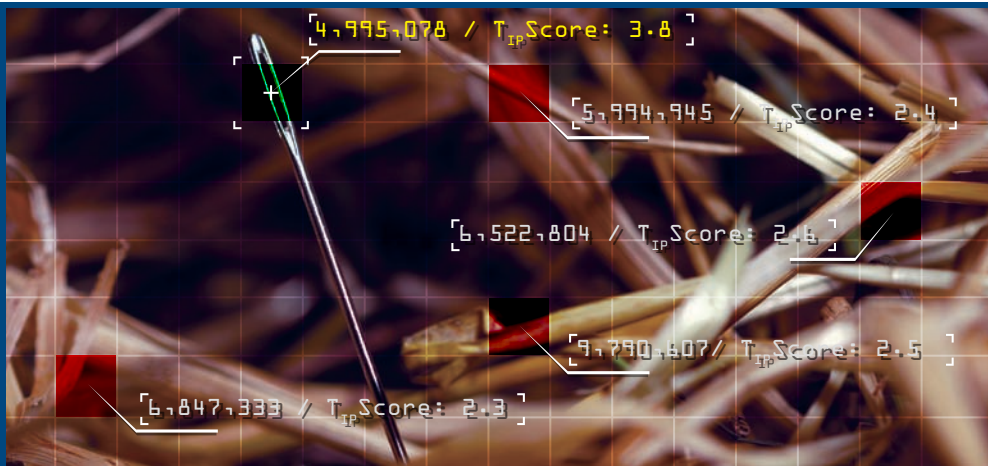 4,995,078 / TIPScore: 3.8
5,994,945 / TIPScore: 2.4
6,522,804 / TIPScore: 2.6
9,790,607/ TIPScore: 2.5
6,847,333 / TIPScore: 2.3